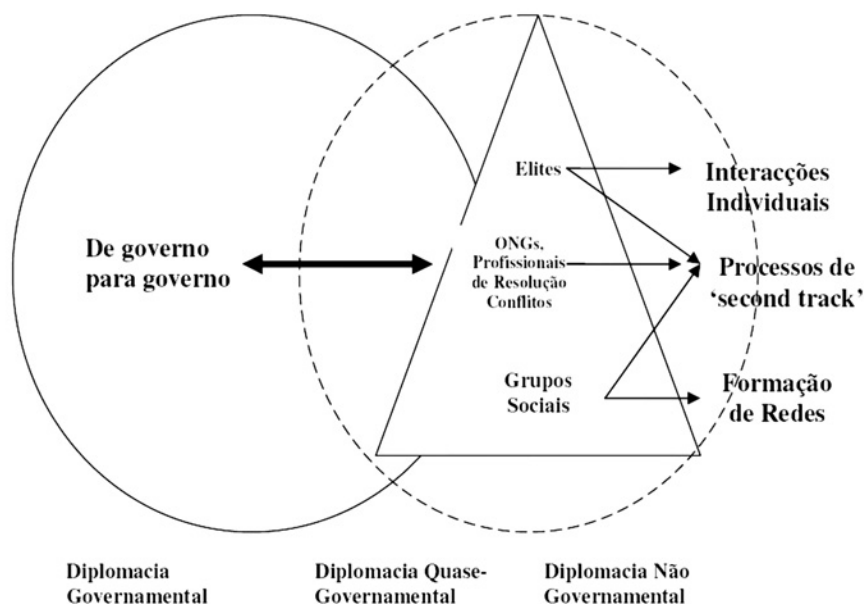 Elites
Interacções
Individuais
De governo
para governo
ONGs,
Profissionais
de Resolução
Conflitos
Processos de
‘second track’
Grupos
Sociais
Formação
de Redes
Diplomacia
Governamental
Diplomacia Quase-
Governamental
Diplomacia Não
Governamental